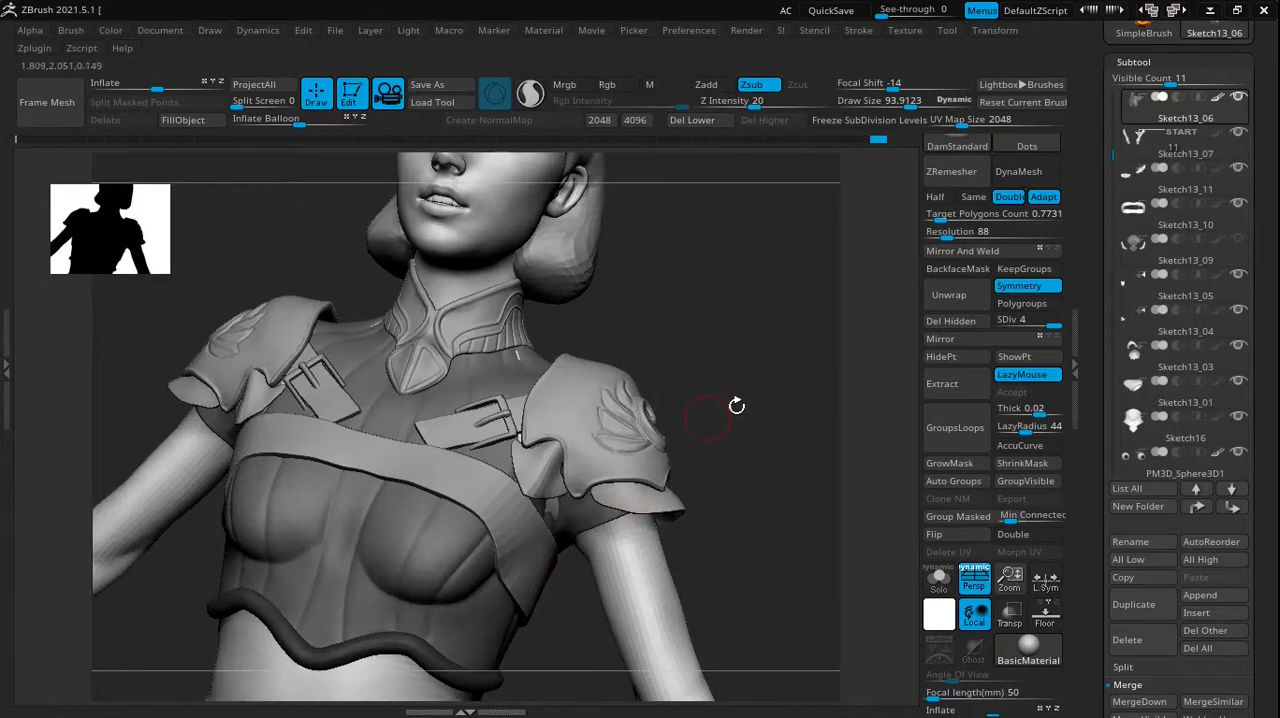 ZBrush 2021.5.1 [
AC QuickSave See-through 0 Menus DefaultZScript
Alpha Brush Color Document Draw Dynamics Edit File Layer Light Macro Marker Material Movie Picker Preferences Render Stencil Stroke Texture Tool Transform
Zplugin Zscript Help
1.809,2.051,0.149
SimpleBrush Sketch13_06
Frame Mesh
Inflate
ProjectAll
Split Masked Points
Split Screen 0
Delete FillObject
Inflate Balloon
Draw Edit
Save As
Load Tool
Create NormalMap
Mrgb Rgb M
Rgb Intensity
2048 4096
Zadd Zsub Zcut
Z Intensity 20
Del Lower Del Higher
Focal Shift -14
Draw Size 93.9123 Dynamic
Freeze SubDivision Levels
Lightbox▶Brushes
Reset Current Brush
UV Map Size 2048
DamStandard Dots
ZRemesher DynaMesh
Half Same Double Adapt
Target Polygons Count 0.7731
Resolution 88
Mirror And Weld
BackfaceMask KeepGroups
Unwrap Symmetry
Polygroups
Del Hidden SDiv 4
Mirror
HidePt ShowPt
Extract LazyMouse
Accept
Thick 0.02
GroupsLoops LazyRadius 44
AccuCurve
GrowMask ShrinkMask
Auto Groups GroupVisible
Clone NM Export
Group Masked Min Connected
Flip Double
Delete UV Morph UV
Dynamic Dynamic
Solo Persp Zoom L.Sym
Local Transp Floor
Ghost BasicMaterial
Angle Of View
Focal length(mm) 50
Inflate
Subtool
Visible Count 11
Sketch13_06
START
11
Sketch13_07
Sketch13_11
Sketch13_10
Sketch13_09
Sketch13_05
Sketch13_04
Sketch13_03
Sketch13_01
Sketch16
PM3D_Sphere3D1
List All
New Folder
Rename AutoReorder
All Low All High
Copy Paste
Duplicate Append
Insert
Delete Del Other
Del All
Split
Merge
MergeDown MergeSimilar